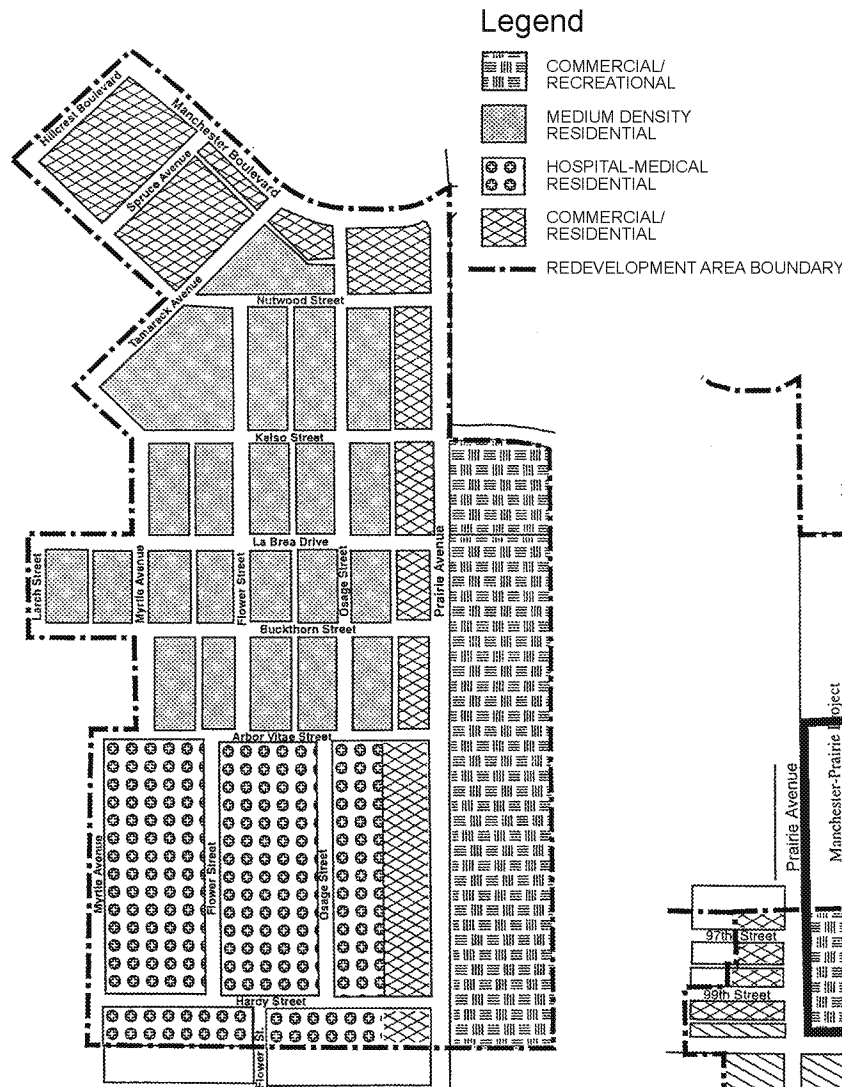 Legend
COMMERCIAL/
RECREATIONAL
MEDIUM DENSITY
RESIDENTIAL
HOSPITAL-MEDICAL
RESIDENTIAL
COMMERCIAL/
RESIDENTIAL
REDEVELOPMENT AREA BOUNDARY
Hillcrest Boulevard
Manchester Boulevard
Spruce Avenue
Tamarack Avenue
Nutwood Street
Kelso Street
La Brea Drive
Larch Street
Myrtle Avenue
Flower Street
Osage Street
Prairie Avenue
Buckthorn Street
Arbor Vitae Street
Myrtle Avenue
Flower Street
Osage Street
Hardy Street
Flower St.
Prairie Avenue
Manchester-Prairie Project
97th Street
99th Street